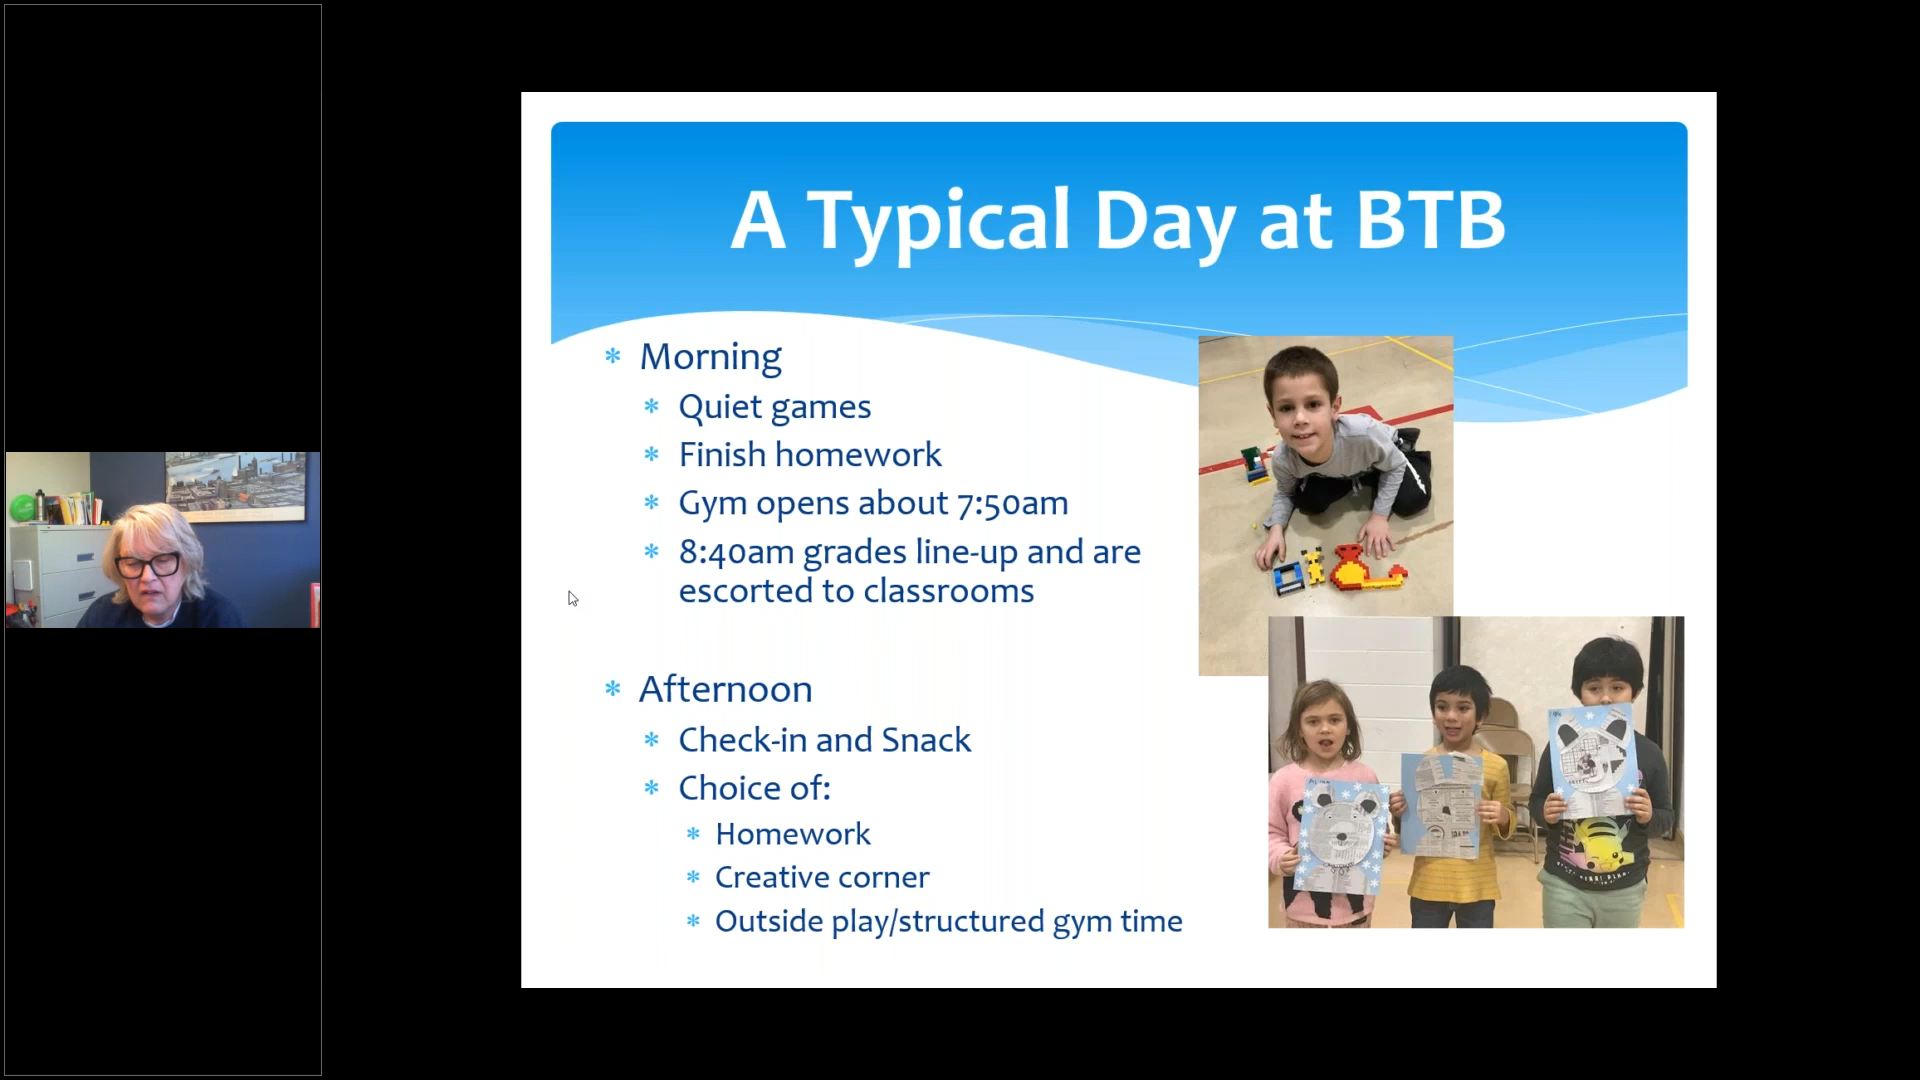 A Typical Day at BTB
* Morning
* Quiet games
* Finish homework
* Gym opens about 7:50am
* 8:40am grades line-up and are
escorted to classrooms
* Afternoon
* Check-in and Snack
* Choice of:
* Homework
* Creative corner
* Outside play/structured gym time